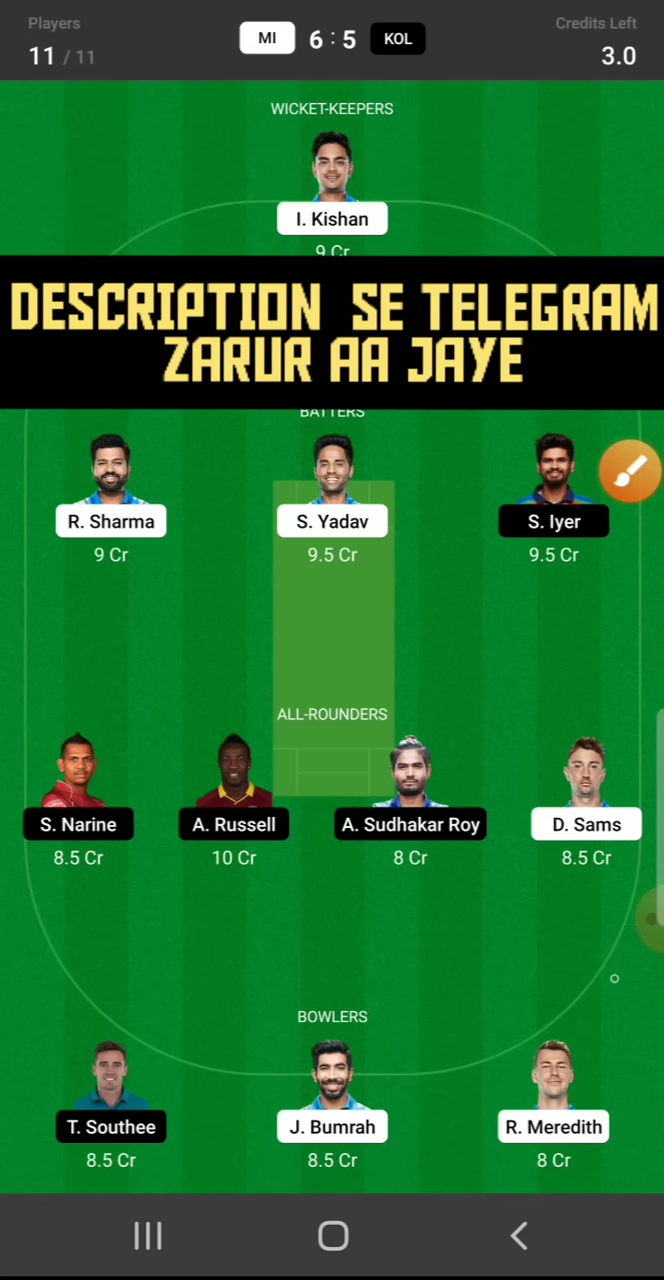 Players
Credits Left
11 / 11
MI 6 : 5 KOL
3.0
WICKET-KEEPERS
I. Kishan
9 Cr
DESCRIPTION SE TELEGRAM
ZARUR AA JAYE
BATTERS
R. Sharma
S. Yadav
S. Iyer
9 Cr
9.5 Cr
9.5 Cr
ALL-ROUNDERS
S. Narine
A. Russell
A. Sudhakar Roy
D. Sams
8.5 Cr
10 Cr
8 Cr
8.5 Cr
BOWLERS
T. Southee
J. Bumrah
R. Meredith
8.5 Cr
8.5 Cr
8 Cr